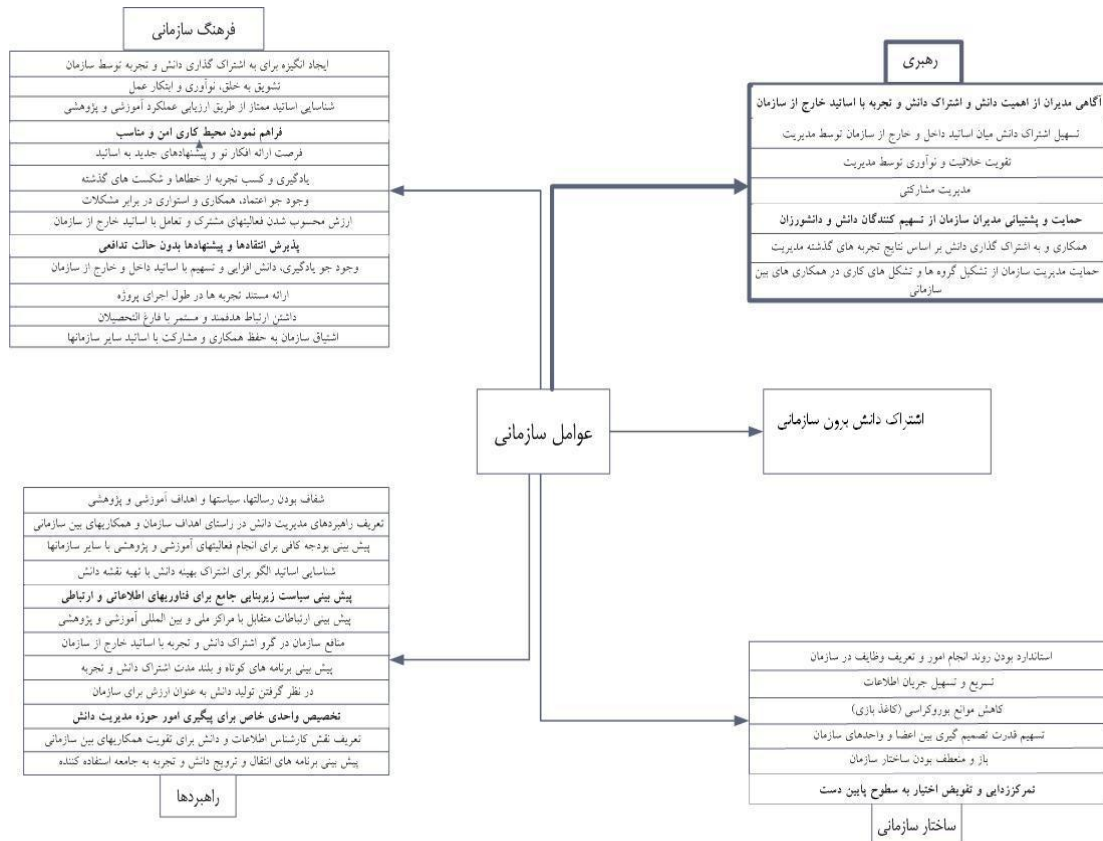 فرهنگ سازمانی
ایجاد انگیزه برای به اشتراک گذاری دانش و تجربه توسط سازمان
تشویق به خلق، نوآوری و ابتکار عمل
شناسایی اساتید ممتاز از طریق ارزیابی عملکرد آموزشی و پژوهشی
فراهم نمودن محیط کاری امن و مناسب
فرصت ارائه افکار نو و پیشنهادهای جدید به اساتید
یادگیری و کسب تجربه از خطاها و شکست های گذشته
وجود جو اعتماد، همکاری و استواری در برابر مشکلات
ارزش محسوب شدن فعالیتهای مشترک و تعامل با اساتید خارج از سازمان
پذیرش انتقادها و پیشنهادها بدون حالت تدافعی
وجود جو یادگیری، دانش افزایی و تسهیم با اساتید داخل و خارج از سازمان
ارائه مستند تجربه ها در طول اجرای پروژه
داشتن ارتباط هدفمند و مستمر با فارغ التحصیلان
اشتیاق سازمان به حفظ همکاری و مشارکت با اساتید سایر سازمانها
رهبری
آگاهی مدیران از اهمیت دانش و اشتراک دانش و تجربه با اساتید خارج از سازمان
تسهیل اشتراک دانش میان اساتید داخل و خارج از سازمان توسط مدیریت
تقویت خلاقیت و نوآوری توسط مدیریت
مدیریت مشارکتی
حمایت و پشتیبانی مدیران سازمان از تسهیم کنندگان دانش و دانشورزان
همکاری و به اشتراک گذاری دانش بر اساس نتایج تجربه های گذشته مدیریت
حمایت مدیریت سازمان از تشکیل گروه ها و تشکل های کاری در همکاری های بین
سازمانی
عوامل سازمانی
اشتراک دانش برون سازمانی
شفاف بودن رسالتها، سیاستها و اهداف آموزشی و پژوهشی
تعریف راهبردهای مدیریت دانش در راستای اهداف سازمان و همکاریهای بین سازمانی
پیش بینی بودجه کافی برای انجام فعالیتهای آموزشی و پژوهشی با سایر سازمانها
شناسایی اساتید الگو برای اشتراک بهینه دانش با تهیه نقشه دانش
پیش بینی سیاست زیربنایی جامع برای فناوریهای اطلاعاتی و ارتباطی
پیش بینی ارتباطات متقابل با مراکز ملی و بین المللی آموزشی و پژوهشی
منافع سازمان در گرو اشتراک دانش و تجربه با اساتید خارج از سازمان
پیش بینی برنامه های کوتاه و بلند مدت اشتراک دانش و تجربه
در نظر گرفتن تولید دانش به عنوان ارزش برای سازمان
تخصیص واحدی خاص برای پیگیری امور حوزه مدیریت دانش
تعریف نقش کارشناس اطلاعات و دانش برای تقویت همکاریهای بین سازمانی
پیش بینی برنامه های انتقال و ترویج دانش و تجربه به جامعه استفاده کننده
راهبردها
استاندارد بودن روند انجام امور و تعریف وظایف در سازمان
تسریع و تسهیل جریان اطلاعات
کاهش موانع بوروکراسی (کاغذ بازی)
تسهیم قدرت تصمیم گیری بین اعضا و واحدهای سازمان
باز و منعطف بودن ساختار سازمان
تمرکززدایی و تفویض اختیار به سطوح پایین دست
ساختار سازمانی